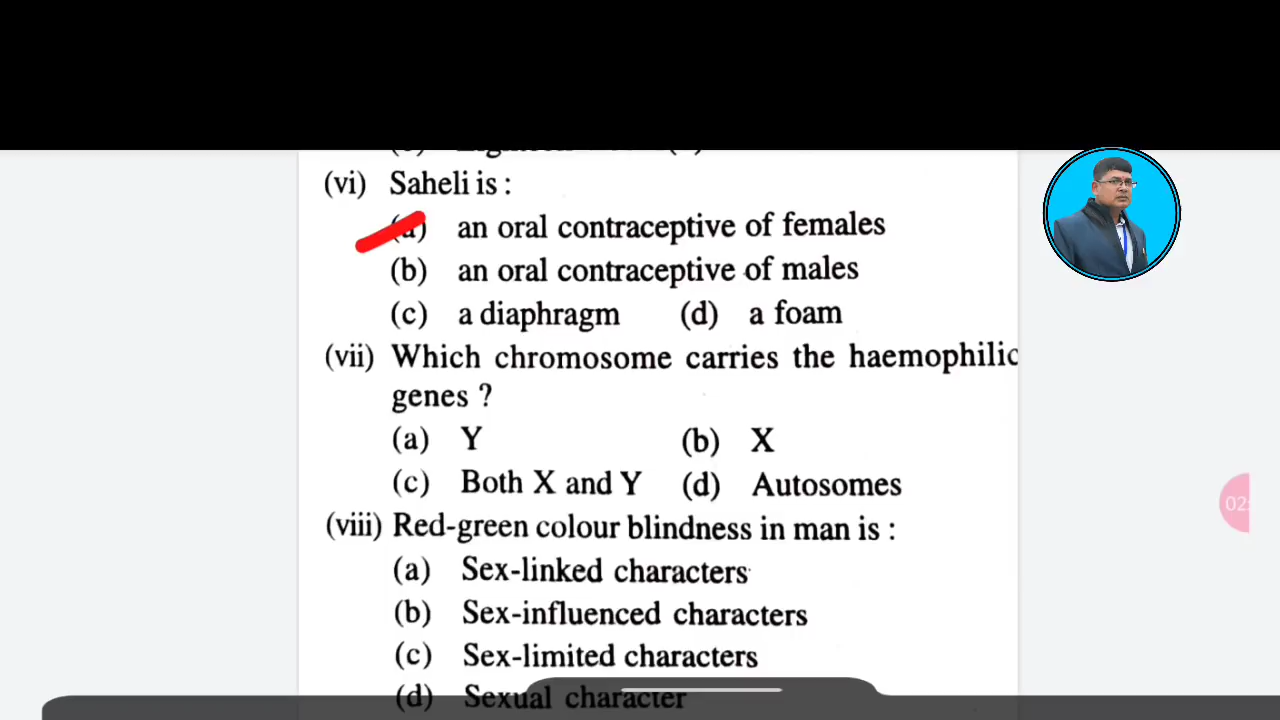 (vi) Saheli is :
(a) an oral contraceptive of females
(b) an oral contraceptive of males
(c) a diaphragm (d) a foam
(vii) Which chromosome carries the haemophilic
genes ?
(a) Y (b) X
(c) Both X and Y (d) Autosomes
(viii) Red-green colour blindness in man is :
(a) Sex-linked characters
(b) Sex-influenced characters
(c) Sex-limited characters
(d) Sexual character
02